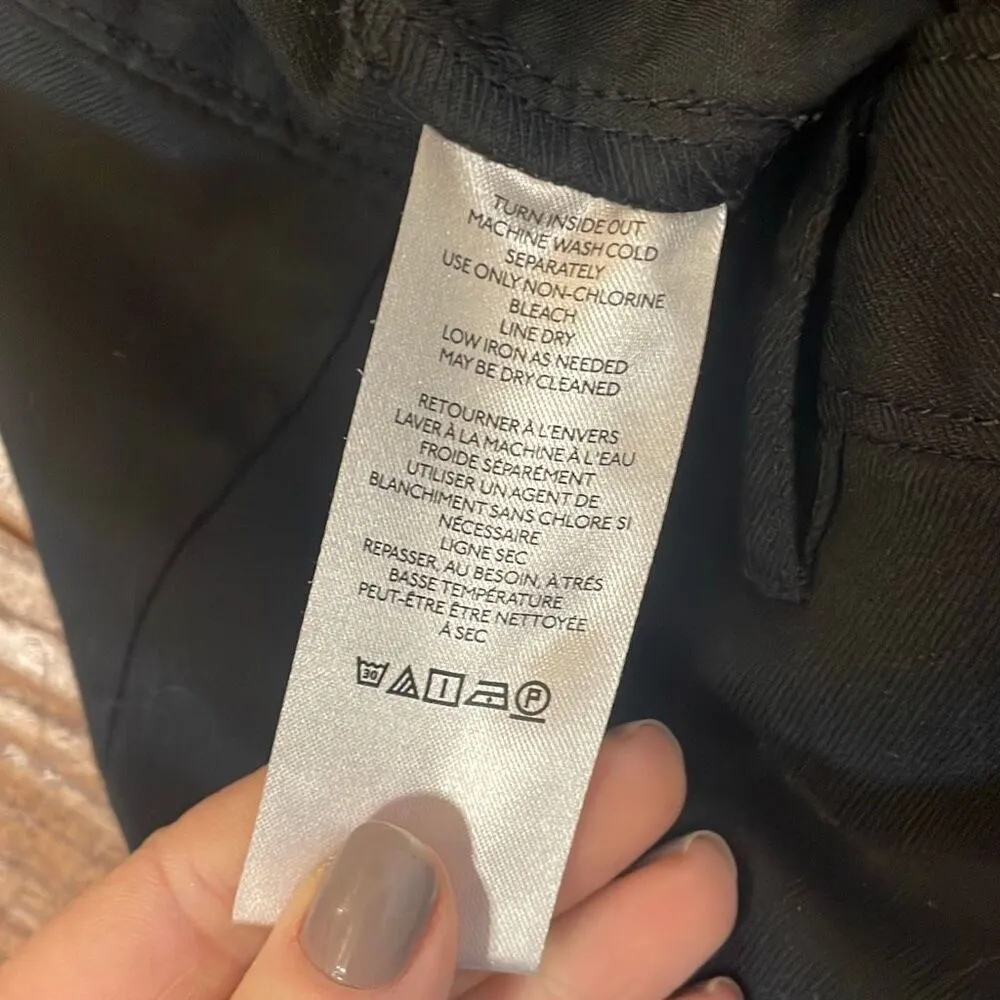 TURN INSIDE OUT
MACHINE WASH COLD
SEPARATELY
USE ONLY NON-CHLORINE
BLEACH
LINE DRY
LOW IRON AS NEEDED
MAY BE DRY CLEANED
RETOURNER À L'ENVERS
LAVER À LA MACHINE À L'EAU
FROIDE SÉPARÉMENT
UTILISER UN AGENT DE
BLANCHIMENT SANS CHLORE SI
NÉCESSAIRE
LIGNE SEC
REPASSER, AU BESOIN, À TRÉS
BASSE TEMPÉRATURE
PEUT-ÊTRE ÊTRE NETTOYÉE
À SEC
30 P